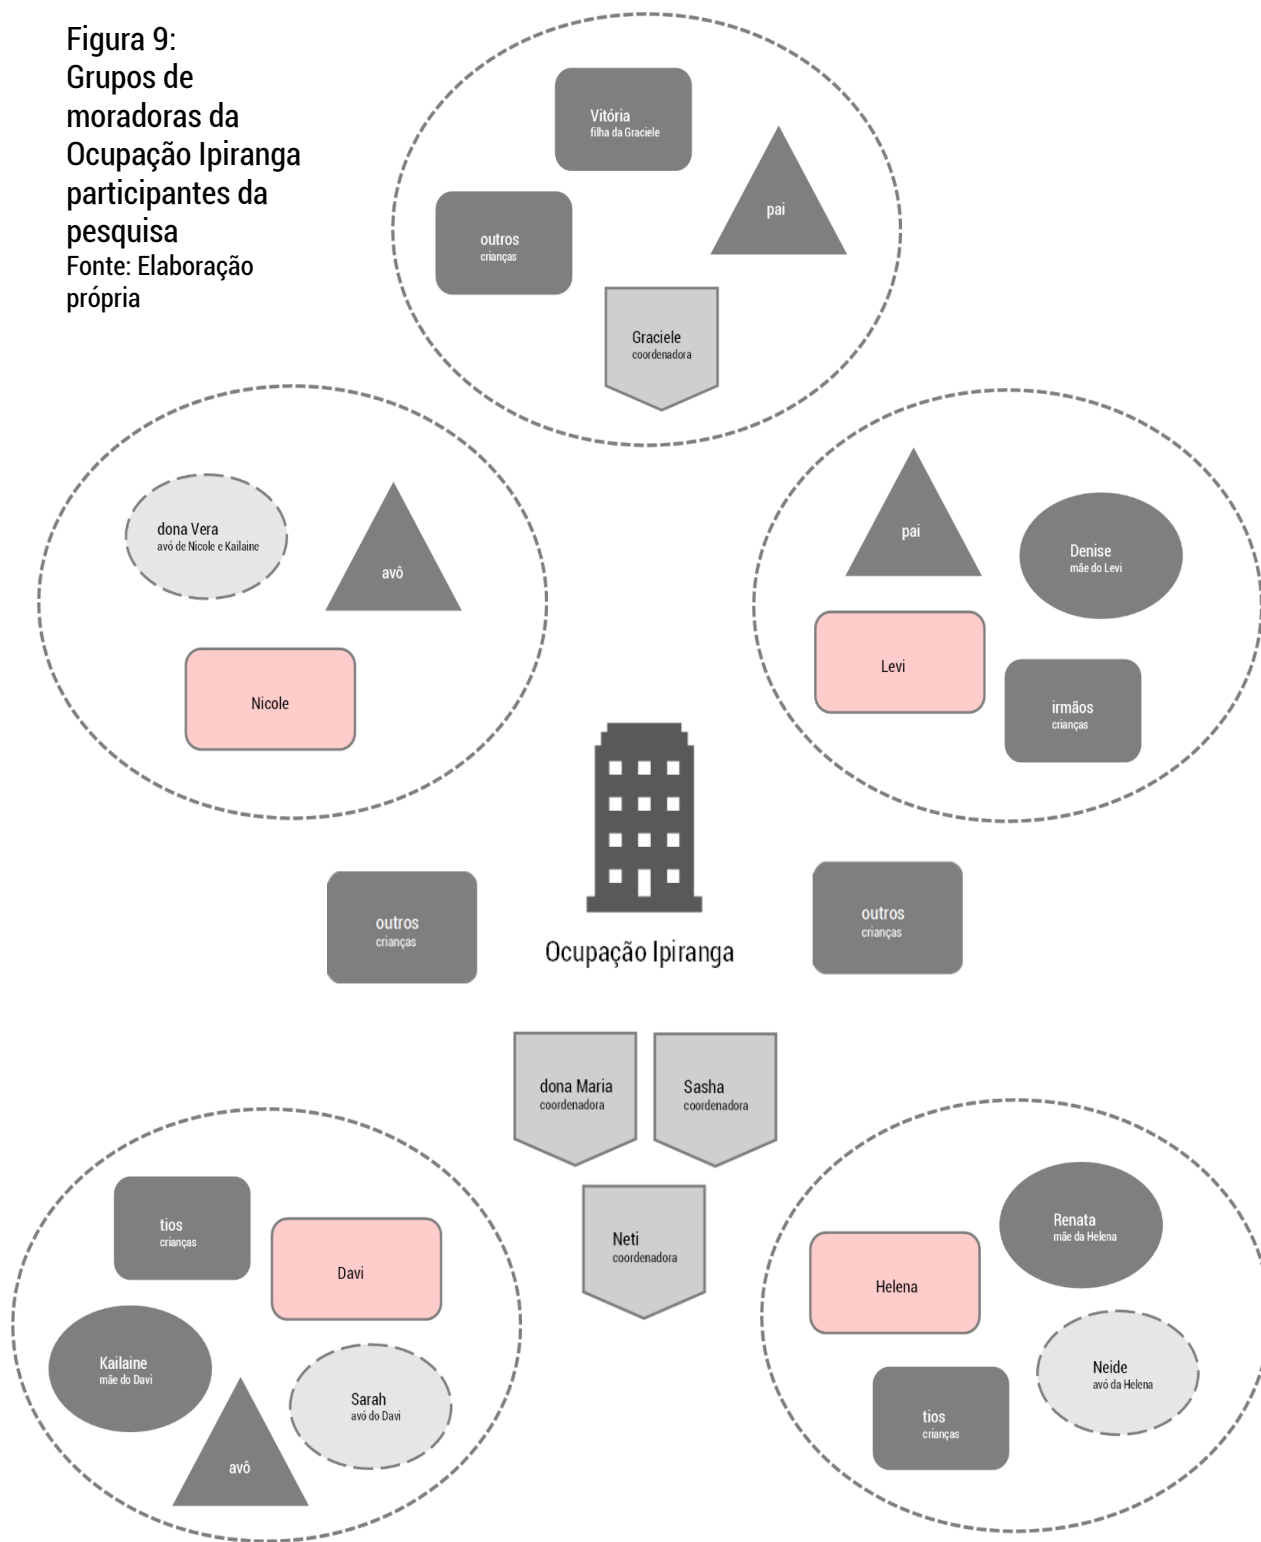 Figura 9:
Grupos de
moradoras da
Ocupação Ipiranga
participantes da
pesquisa
Fonte: Elaboração
própria
Vitória
filha da Graciele
pai
outros
crianças
Graciele
coordenadora
dona Vera
avó de Nicole e Kailaine
avô
Nicole
pai
Denise
mãe do Levi
Levi
irmãos
crianças
outros
crianças
Ocupação Ipiranga
outros
crianças
dona Maria
coordenadora
Sasha
coordenadora
Neti
coordenadora
tios
crianças
Davi
Kailaine
mãe do Davi
Sarah
avó do Davi
avô
Renata
mãe da Helena
Helena
Neide
avó da Helena
tios
crianças